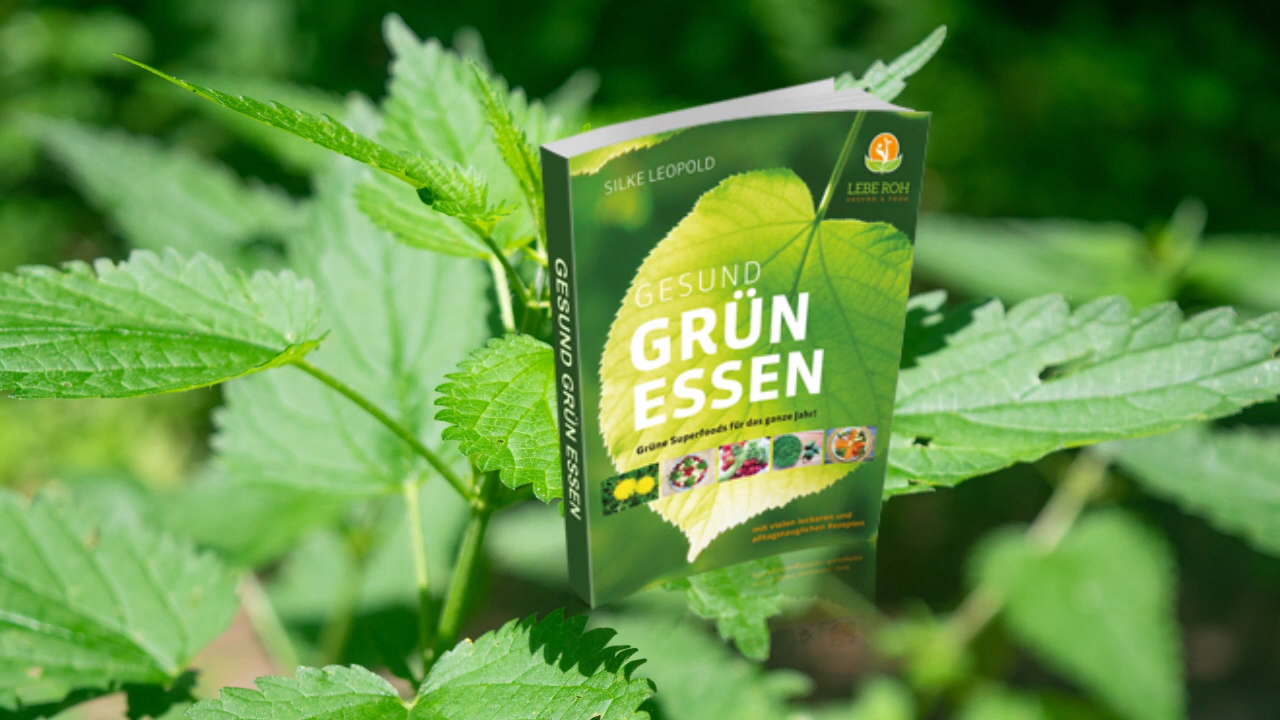 SILKE LEOPOLD
LEBE ROH
GESUND
GRÜN
ESSEN
Grüne Superfoods für das ganze Jahr!
mit vielen leckeren und
alltagstauglichen Rezepten
GESUND GRÜN ESSEN